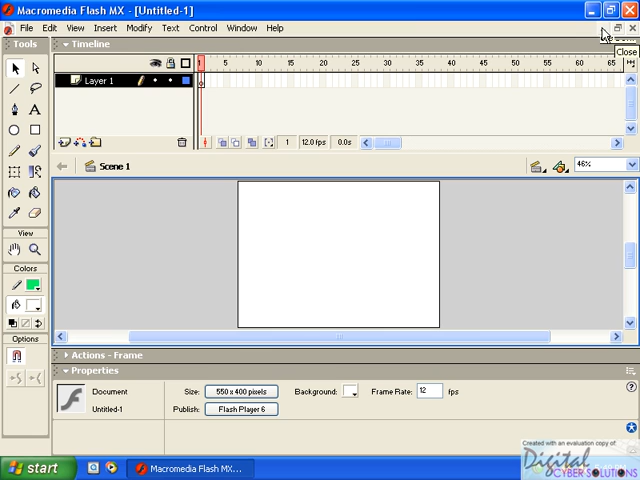 Macromedia Flash MX - [Untitled-1]
File Edit View Insert Modify Text Control Window Help
Close
Tools
Timeline
1 5 10 15 20 25 30 35 40 45 50 55 60 65
Layer 1
1 12.0 fps 0.0s
Scene 1
46%
View
Colors
Options
Actions - Frame
Properties
Document
Size: 550 x 400 pixels Background: Frame Rate: 12 fps
Untitled-1
Publish: Flash Player 6
Created with an evaluation copy of
Digital
CYBER SOLUTIONS
start
Macromedia Flash MX...